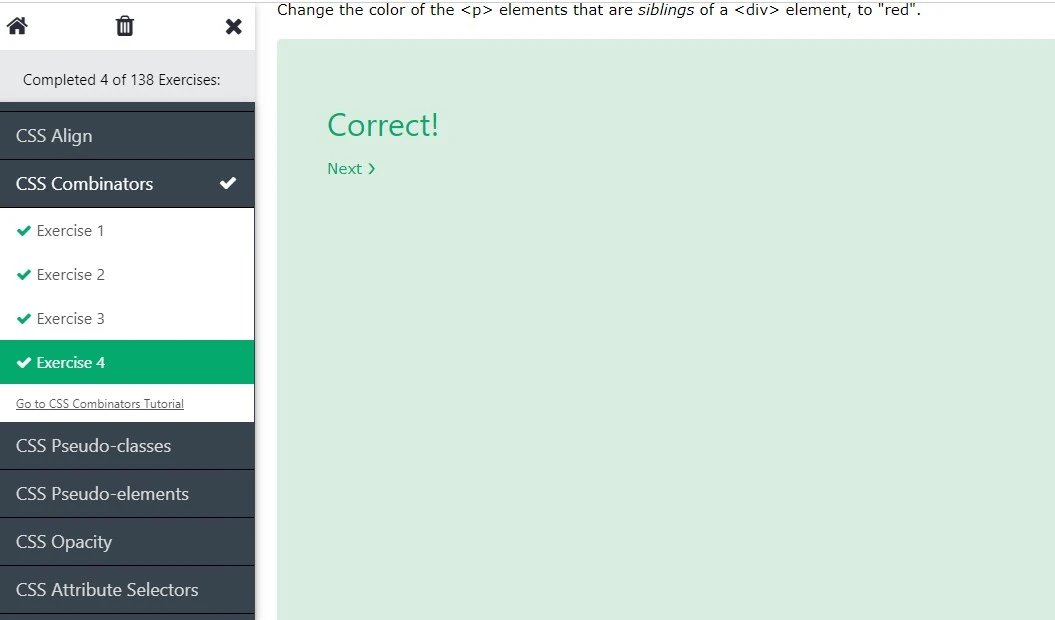 Change the color of the <p> elements that are siblings of a <div> element, to "red".
Completed 4 of 138 Exercises:
CSS Align
CSS Combinators
Exercise 1
Exercise 2
Exercise 3
Exercise 4
Go to CSS Combinators Tutorial
CSS Pseudo-classes
CSS Pseudo-elements
CSS Opacity
CSS Attribute Selectors
Correct!
Next ❯